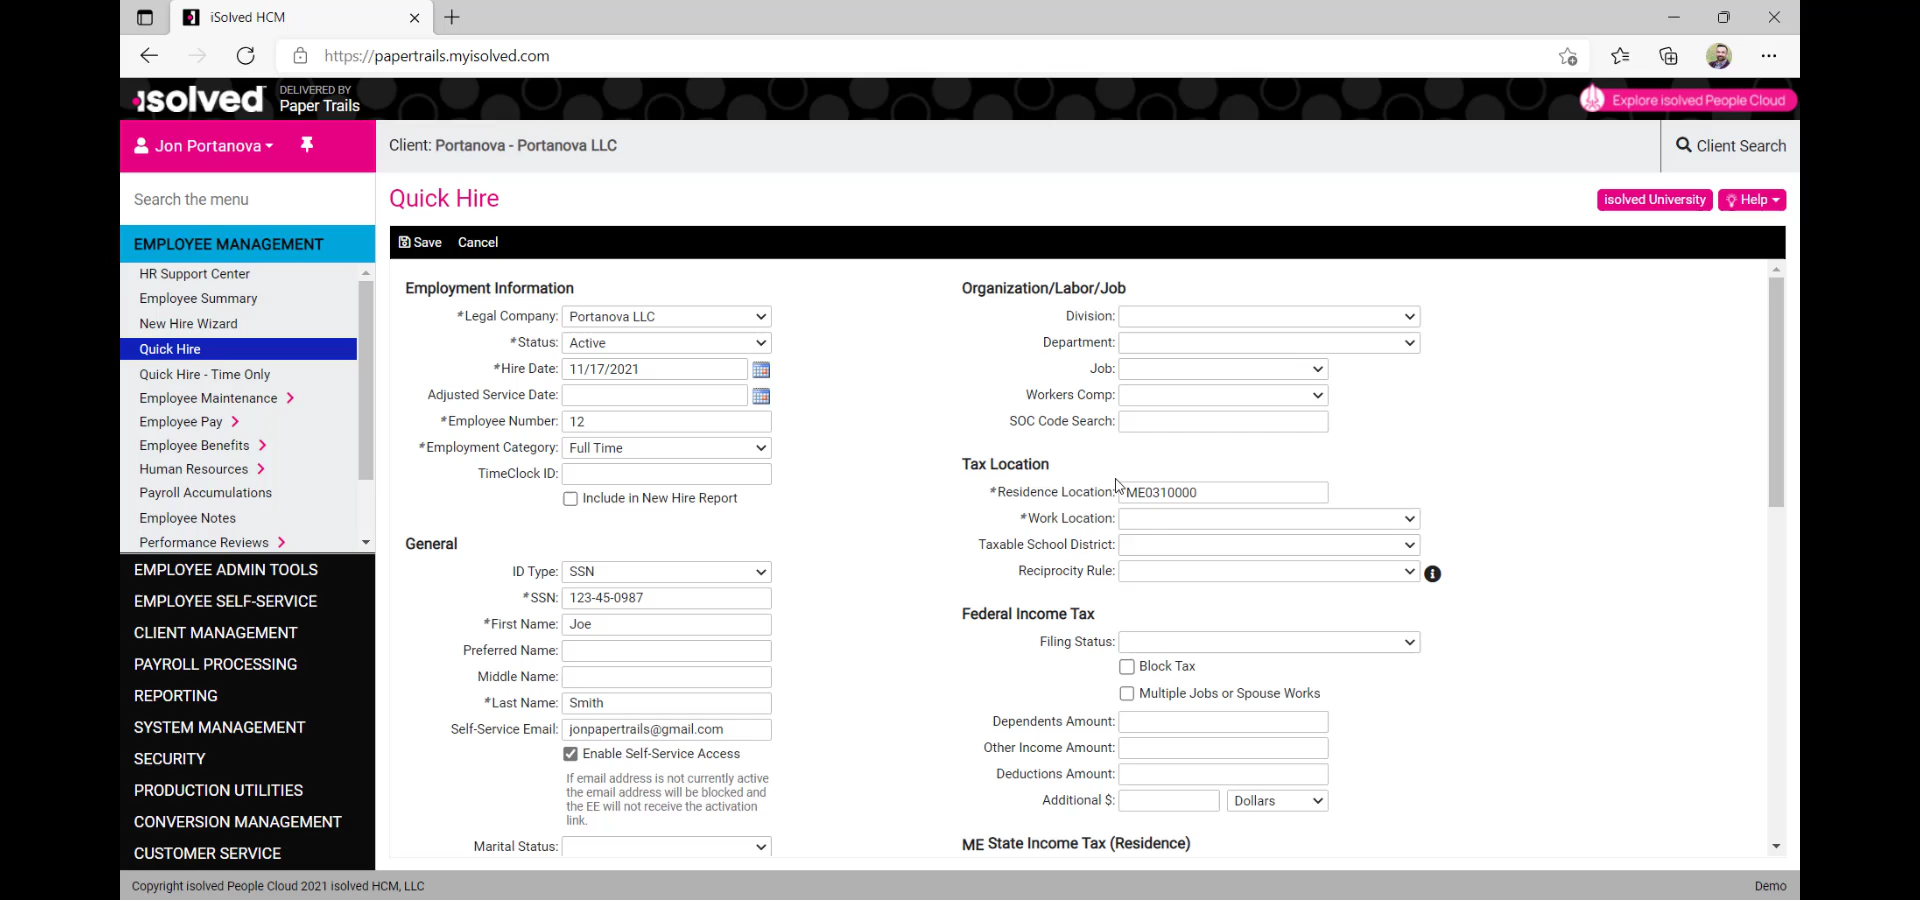 iSolved HCM
https://papertrails.myisolved.com
isolved DELIVERED BY Paper Trails
Explore isolved People Cloud
Jon Portanova
Client: Portanova - Portanova LLC
Client Search
Search the menu
Quick Hire
isolved University
Help
EMPLOYEE MANAGEMENT
HR Support Center
Employee Summary
New Hire Wizard
Quick Hire
Quick Hire - Time Only
Employee Maintenance
Employee Pay
Employee Benefits
Human Resources
Payroll Accumulations
Employee Notes
Performance Reviews
EMPLOYEE ADMIN TOOLS
EMPLOYEE SELF-SERVICE
CLIENT MANAGEMENT
PAYROLL PROCESSING
REPORTING
SYSTEM MANAGEMENT
SECURITY
PRODUCTION UTILITIES
CONVERSION MANAGEMENT
CUSTOMER SERVICE
Save Cancel
Employment Information
*Legal Company: Portanova LLC
*Status: Active
*Hire Date: 11/17/2021
Adjusted Service Date:
*Employee Number: 12
*Employment Category: Full Time
TimeClock ID:
Include in New Hire Report
General
ID Type: SSN
*SSN: 123-45-0987
*First Name: Joe
Preferred Name:
Middle Name:
*Last Name: Smith
Self-Service Email: jonpapertrails@gmail.com
Enable Self-Service Access
If email address is not currently active
the email address will be blocked and
the EE will not receive the activation
link.
Marital Status:
Organization/Labor/Job
Division:
Department:
Job:
Workers Comp:
SOC Code Search:
Tax Location
*Residence Location: ME0310000
*Work Location:
Taxable School District:
Reciprocity Rule:
Federal Income Tax
Filing Status:
Block Tax
Multiple Jobs or Spouse Works
Dependents Amount:
Other Income Amount:
Deductions Amount:
Additional $: Dollars
ME State Income Tax (Residence)
Copyright isolved People Cloud 2021 isolved HCM, LLC
Demo